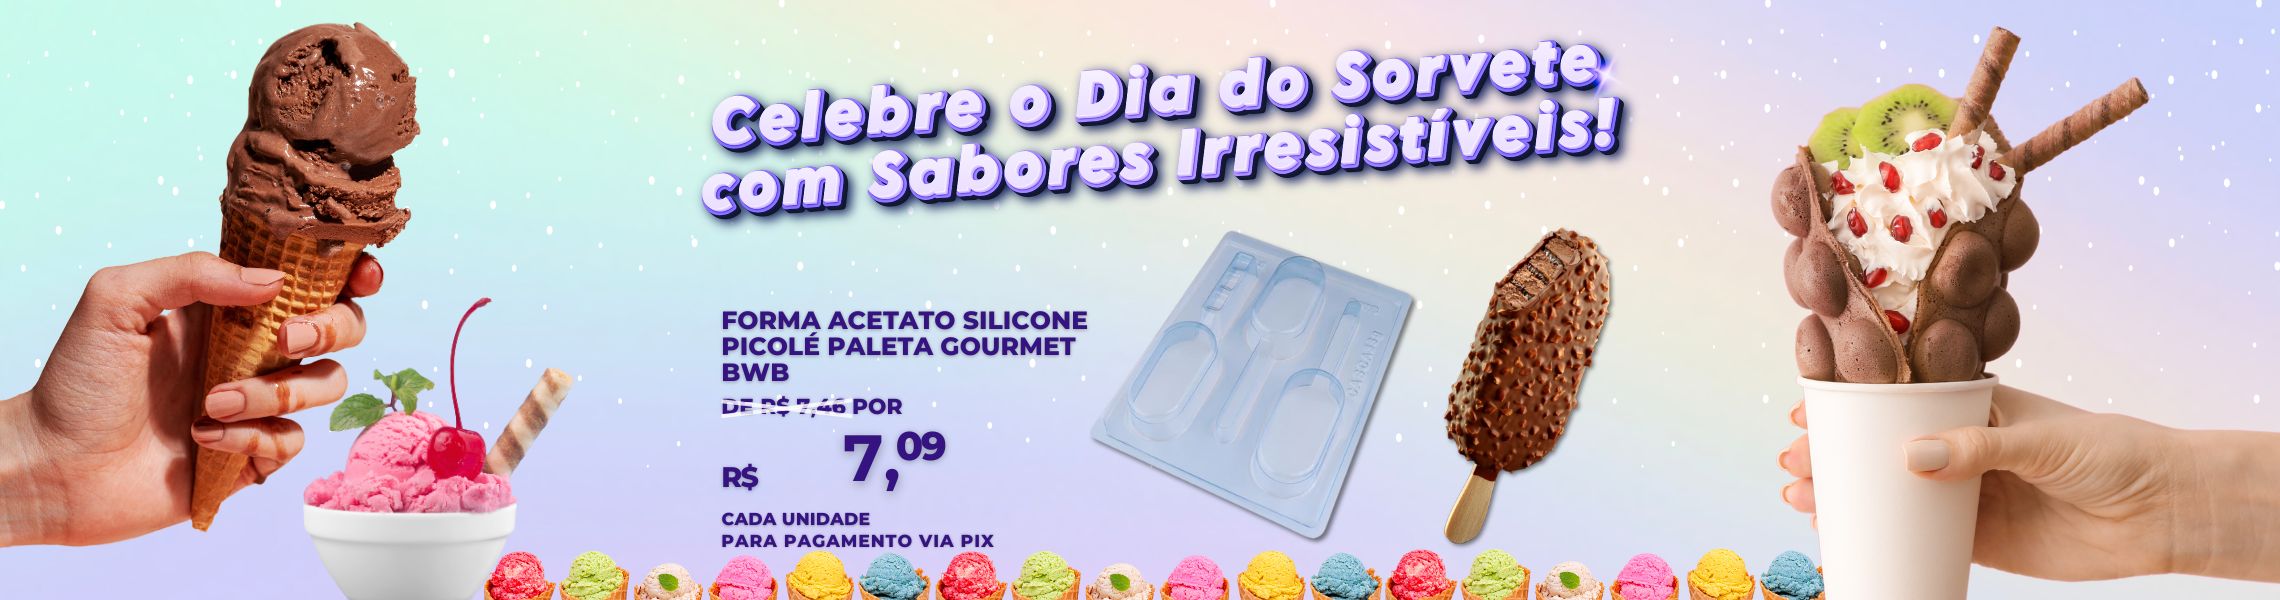 Celebre o Dia do Sorvete
com Sabores Irresistíveis!
FORMA ACETATO SILICONE
PICOLÉ PALETA GOURMET
BWB
DE R$ 7,46 POR
R$ 7,09
CADA UNIDADE
PARA PAGAMENTO VIA PIX